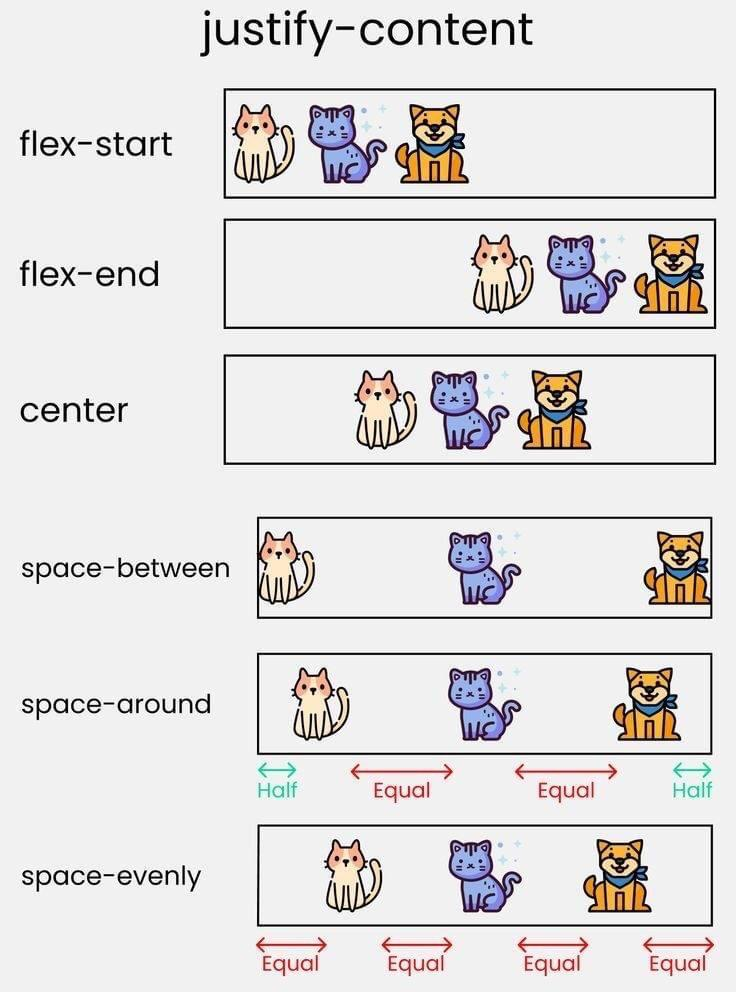 justify-content
flex-start
flex-end
center
space-between
space-around
Half Equal Equal Half
space-evenly
Equal Equal Equal Equal